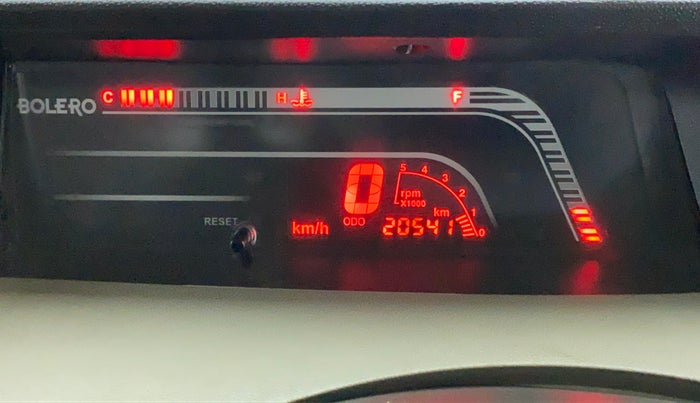 C H F
BOLERO
5 4 3 2 1 0
rpm
X1000
km
RESET
km/h
0
ODO
20541